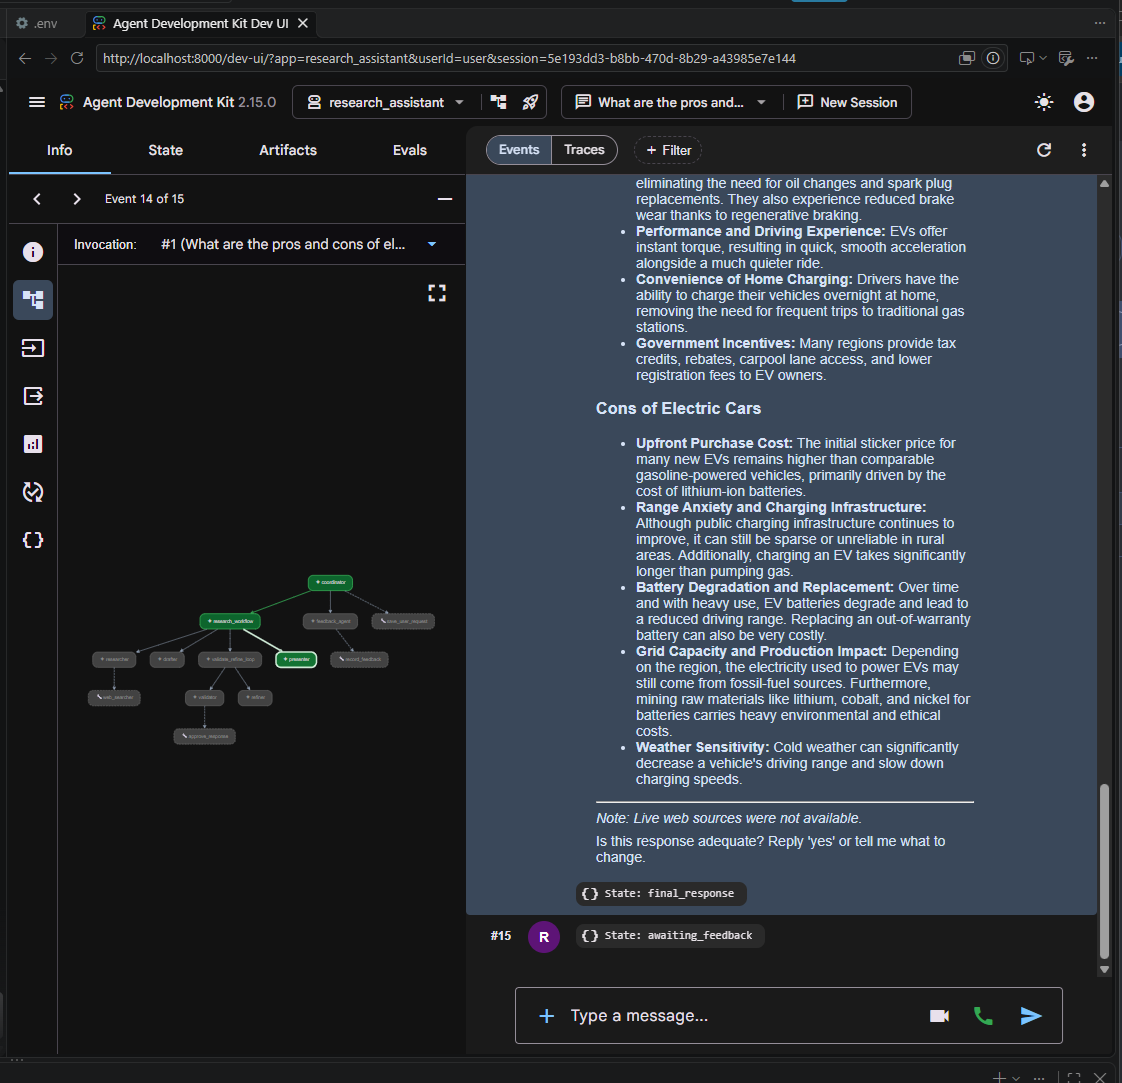 .env
Agent Development Kit Dev UI
http://localhost:8000/dev-ui/?app=research_assistant&userId=user&session=5e193dd3-b8bb-470d-8b29-a43985e7e144
Agent Development Kit 2.15.0
research_assistant
What are the pros and...
New Session
Info
State
Artifacts
Evals
Events
Traces
+ Filter
Event 14 of 15
Invocation:
#1 (What are the pros and cons of el...
coordinator
research_workflow
feedback_agent
save_user_request
researcher
drafter
validate_refine_loop
presenter
record_feedback
web_searcher
validator
refiner
approve_response
eliminating the need for oil changes and spark plug
replacements. They also experience reduced brake
wear thanks to regenerative braking.
• Performance and Driving Experience: EVs offer
instant torque, resulting in quick, smooth acceleration
alongside a much quieter ride.
• Convenience of Home Charging: Drivers have the
ability to charge their vehicles overnight at home,
removing the need for frequent trips to traditional gas
stations.
• Government Incentives: Many regions provide tax
credits, rebates, carpool lane access, and lower
registration fees to EV owners.
Cons of Electric Cars
• Upfront Purchase Cost: The initial sticker price for
many new EVs remains higher than comparable
gasoline-powered vehicles, primarily driven by the
cost of lithium-ion batteries.
• Range Anxiety and Charging Infrastructure:
Although public charging infrastructure continues to
improve, it can still be sparse or unreliable in rural
areas. Additionally, charging an EV takes significantly
longer than pumping gas.
• Battery Degradation and Replacement: Over time
and with heavy use, EV batteries degrade and lead to
a reduced driving range. Replacing an out-of-warranty
battery can also be very costly.
• Grid Capacity and Production Impact: Depending
on the region, the electricity used to power EVs may
still come from fossil-fuel sources. Furthermore,
mining raw materials like lithium, cobalt, and nickel for
batteries carries heavy environmental and ethical
costs.
• Weather Sensitivity: Cold weather can significantly
decrease a vehicle's driving range and slow down
charging speeds.
Note: Live web sources were not available.
Is this response adequate? Reply 'yes' or tell me what to
change.
{} State: final_response
#15
R
{} State: awaiting_feedback
Type a message...